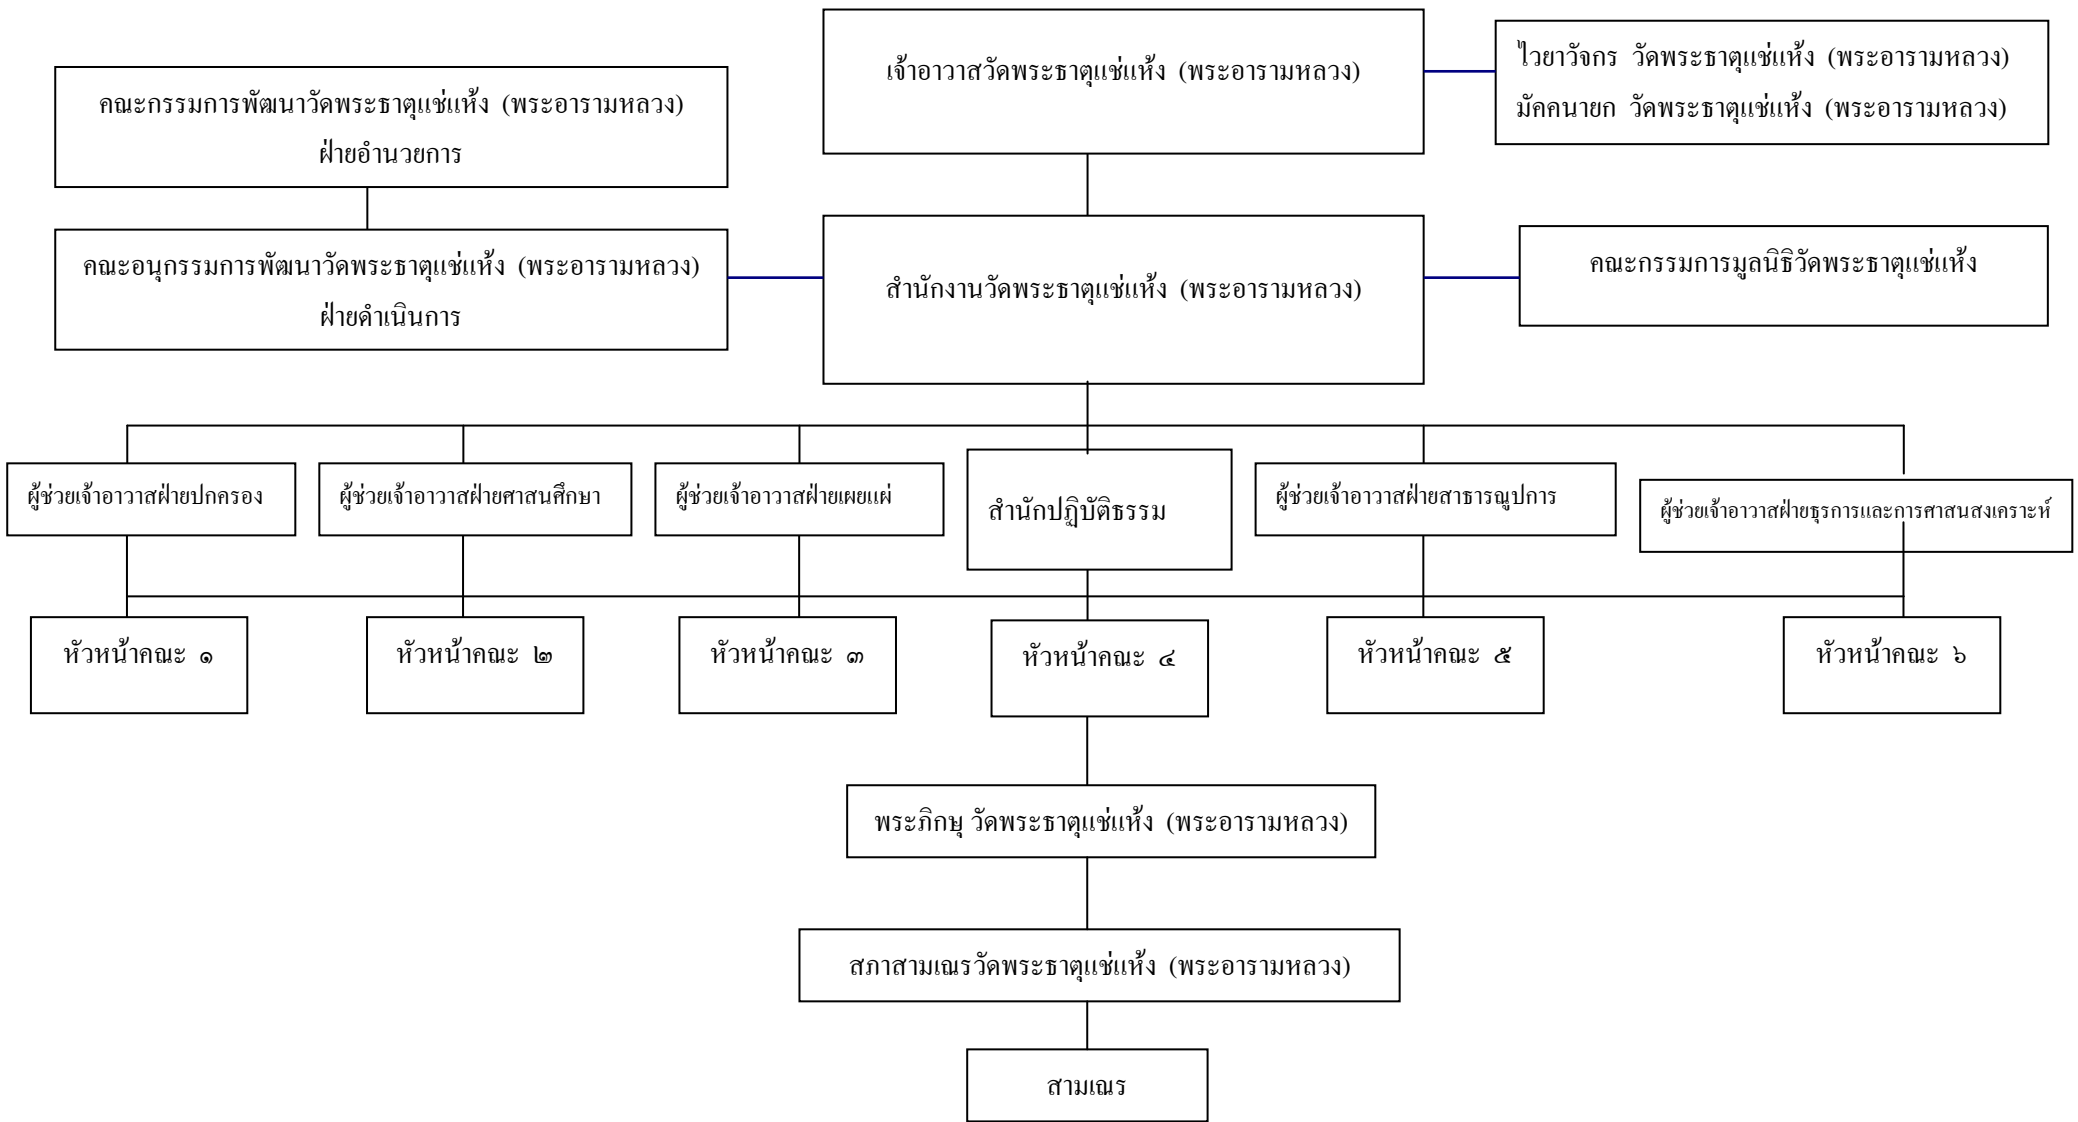 เจ้าอาวาสวัดพระธาตุแช่แห้ง (พระอารามหลวง)
ไวยาวัจกร วัดพระธาตุแช่แห้ง (พระอารามหลวง)
มัคคนายก วัดพระธาตุแช่แห้ง (พระอารามหลวง)
คณะกรรมการพัฒนาวัดพระธาตุแช่แห้ง (พระอารามหลวง)
ฝ่ายอำนวยการ
คณะอนุกรรมการพัฒนาวัดพระธาตุแช่แห้ง (พระอารามหลวง)
ฝ่ายดำเนินการ
สำนักงานวัดพระธาตุแช่แห้ง (พระอารามหลวง)
คณะกรรมการมูลนิธิวัดพระธาตุแช่แห้ง
ผู้ช่วยเจ้าอาวาสฝ่ายปกครอง
ผู้ช่วยเจ้าอาวาสฝ่ายศาสนศึกษา
ผู้ช่วยเจ้าอาวาสฝ่ายเผยแผ่
สำนักปฏิบัติธรรม
ผู้ช่วยเจ้าอาวาสฝ่ายสาธารณูปการ
ผู้ช่วยเจ้าอาวาสฝ่ายธุรการและการศาสนสงเคราะห์
หัวหน้าคณะ ๑
หัวหน้าคณะ ๒
หัวหน้าคณะ ๓
หัวหน้าคณะ ๔
หัวหน้าคณะ ๕
หัวหน้าคณะ ๖
พระภิกษุ วัดพระธาตุแช่แห้ง (พระอารามหลวง)
สภาสามเณรวัดพระธาตุแช่แห้ง (พระอารามหลวง)
สามเณร